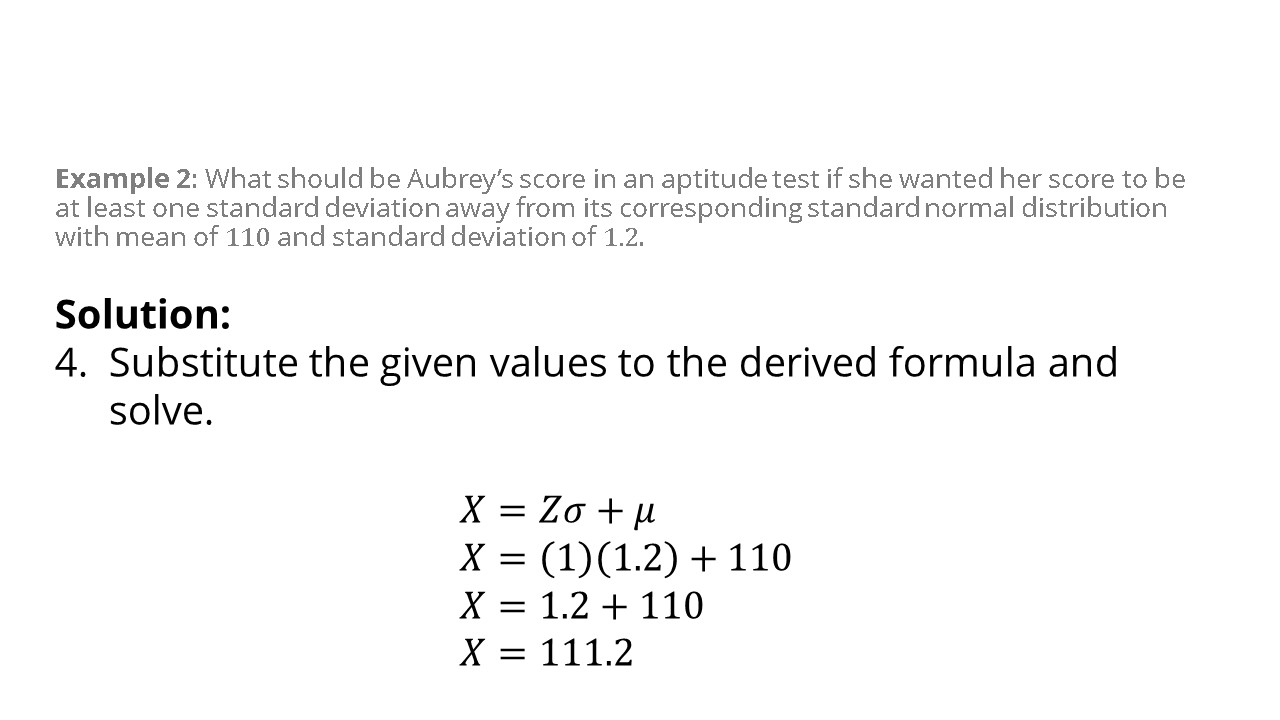 Example 2: What should be Aubrey’s score in an aptitude test if she wanted her score to be
at least one standard deviation away from its corresponding standard normal distribution
with mean of 110 and standard deviation of 1.2.
Solution:
4. Substitute the given values to the derived formula and
solve.
X = Zσ + μ
X = (1)(1.2) + 110
X = 1.2 + 110
X = 111.2